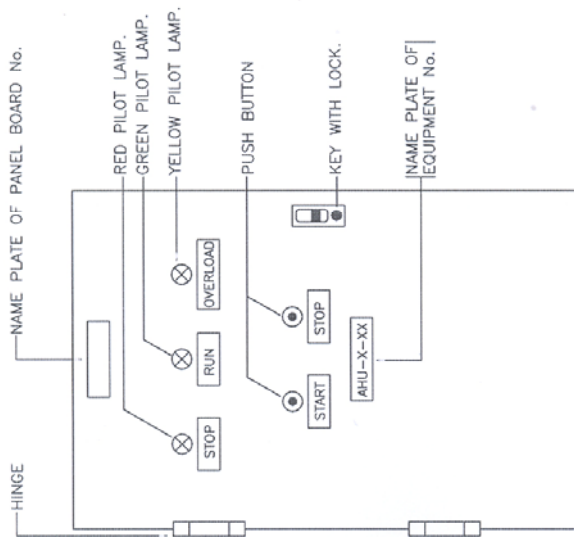 HINGE
NAME PLATE OF PANEL BOARD No.
RED PILOT LAMP.
GREEN PILOT LAMP.
YELLOW PILOT LAMP.
PUSH BUTTON
KEY WITH LOCK.
NAME PLATE OF
EQUIPMENT No.
STOP
RUN
OVERLOAD
START
STOP
AHU-X-XX